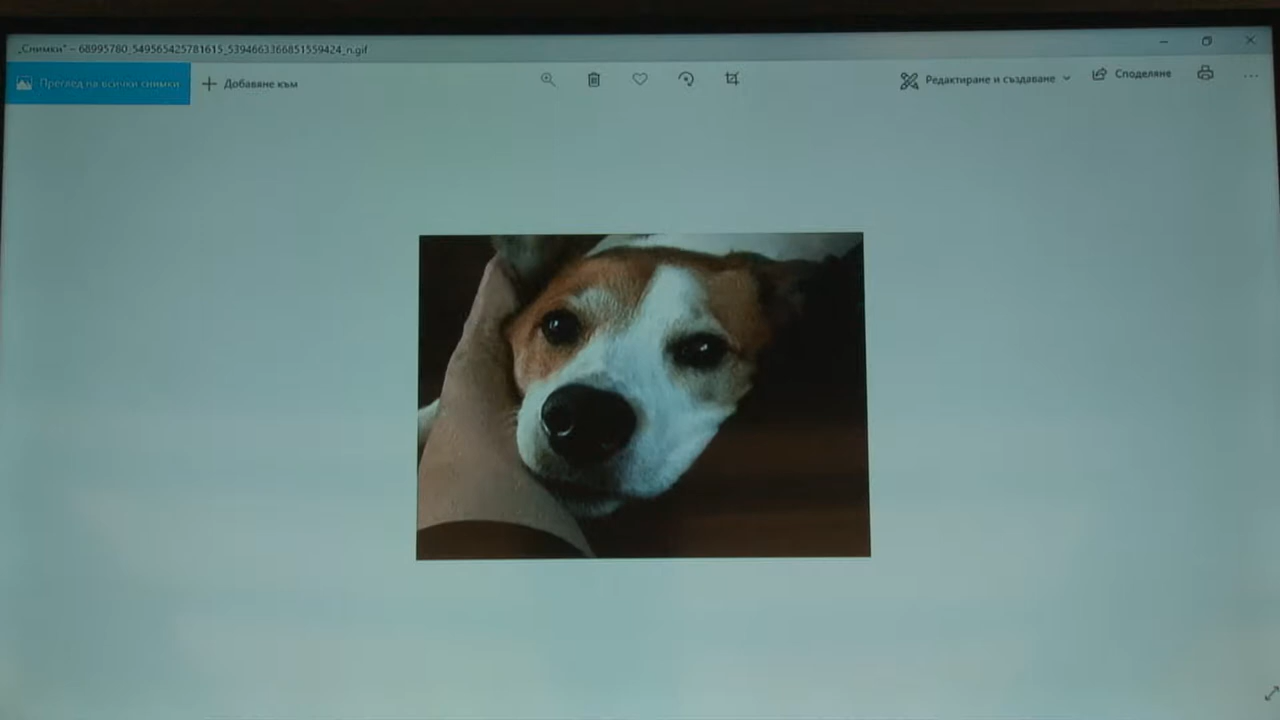 „Снимки" – 68995780_549565425781615_5394663366851559424_n.gif
Преглед на всички снимки
Добавяне към
Редактиране и създаване
Споделяне